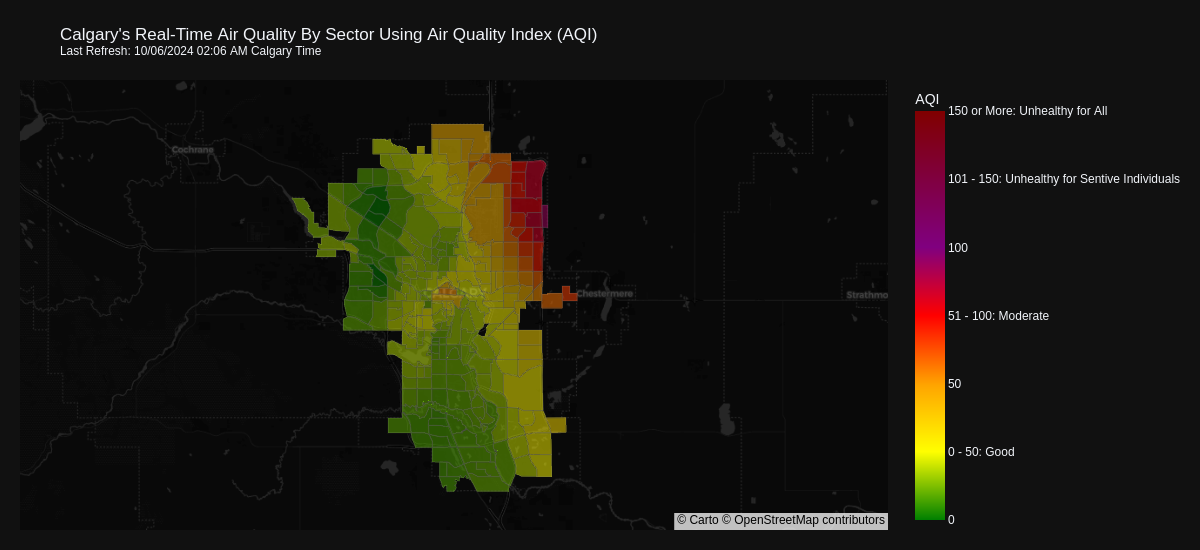 Calgary's Real-Time Air Quality By Sector Using Air Quality Index (AQI)
Last Refresh: 10/06/2024 02:06 AM Calgary Time
AQI
150 or More: Unhealthy for All
Cochrane
101 - 150: Unhealthy for Sentive Individuals
100
Chestermere
Strathmo
51 - 100: Moderate
50
0 - 50: Good
0
© Carto © OpenStreetMap contributors